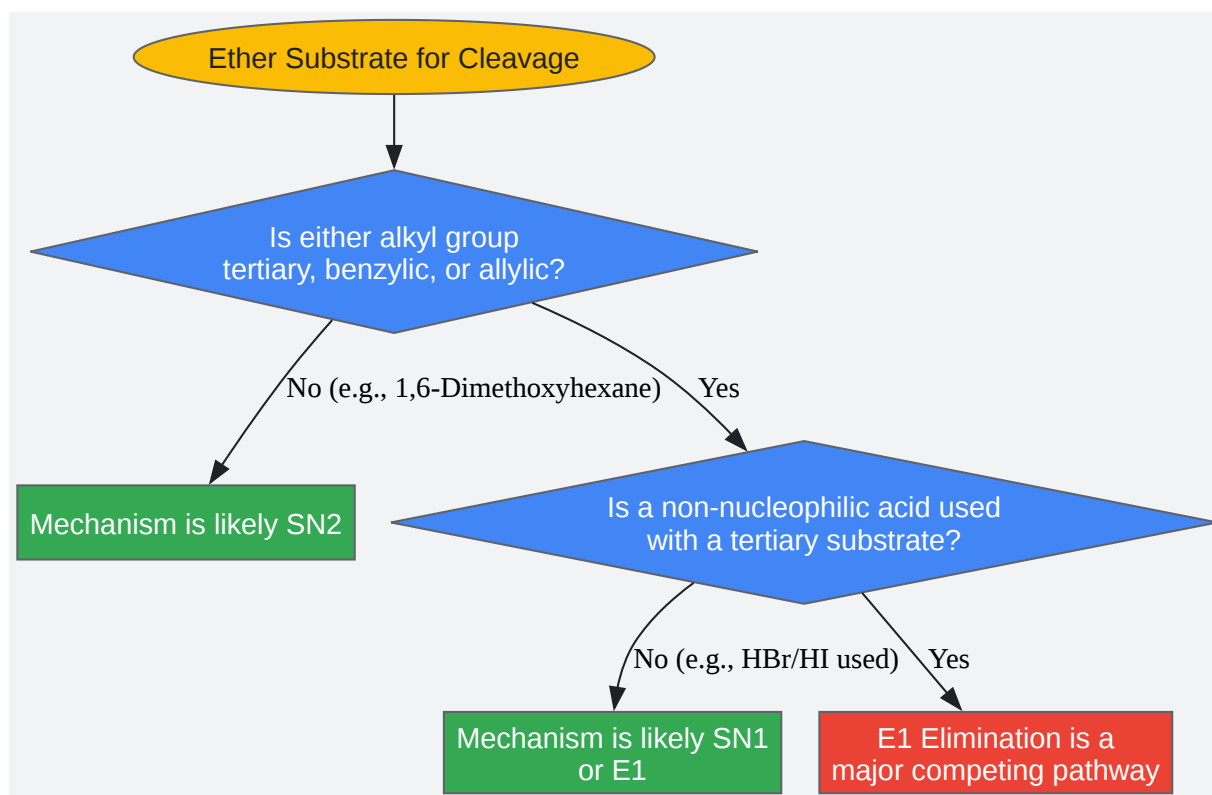 Ether Substrate for Cleavage
Is either alkyl group
tertiary, benzylic, or allylic?
No (e.g., 1,6-Dimethoxyhexane)
Yes
Mechanism is likely SN2
Is a non-nucleophilic acid used
with a tertiary substrate?
No (e.g., HBr/HI used)
Yes
Mechanism is likely SN1
or E1
E1 Elimination is a
major competing pathway